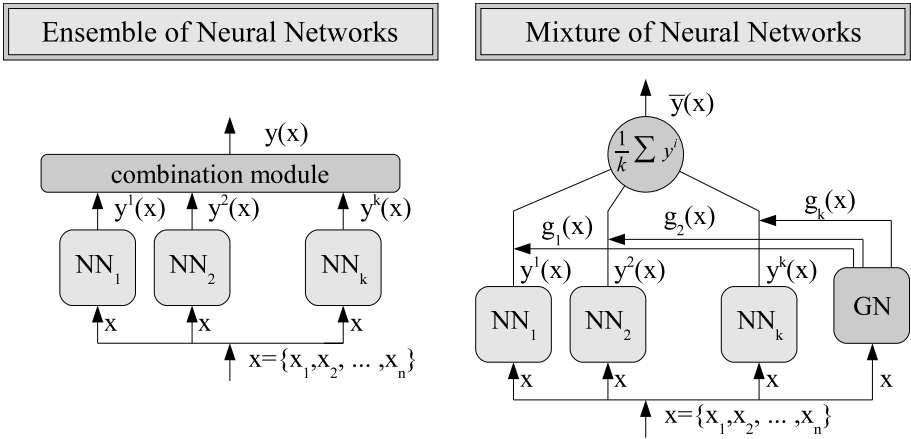 Ensemble of Neural Networks
y(x)
combination module
y¹(x) y²(x) yᵏ(x)
NN₁ NN₂ NNₖ
x x x
x={x₁,x₂, ... ,xₙ}
Mixture of Neural Networks
y̅(x)
1/k ∑ yⁱ
gₖ(x)
g₁(x) g₂(x)
y¹(x) y²(x) yᵏ(x)
NN₁ NN₂ NNₖ GN
x x x x
x={x₁,x₂, ... ,xₙ}